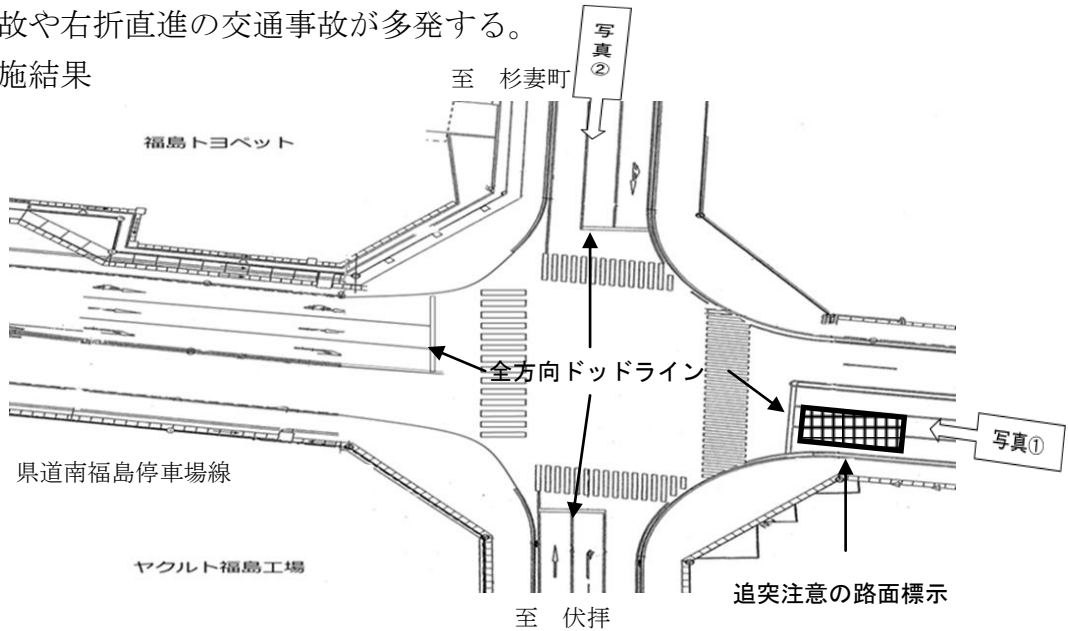 故や右折直進の交通事故が多発する。
施結果
至 杉妻町
写真②
福島トヨペット
全方向ドッドライン
写真①
県道南福島停車場線
ヤクルト福島工場
追突注意の路面標示
至 伏拝